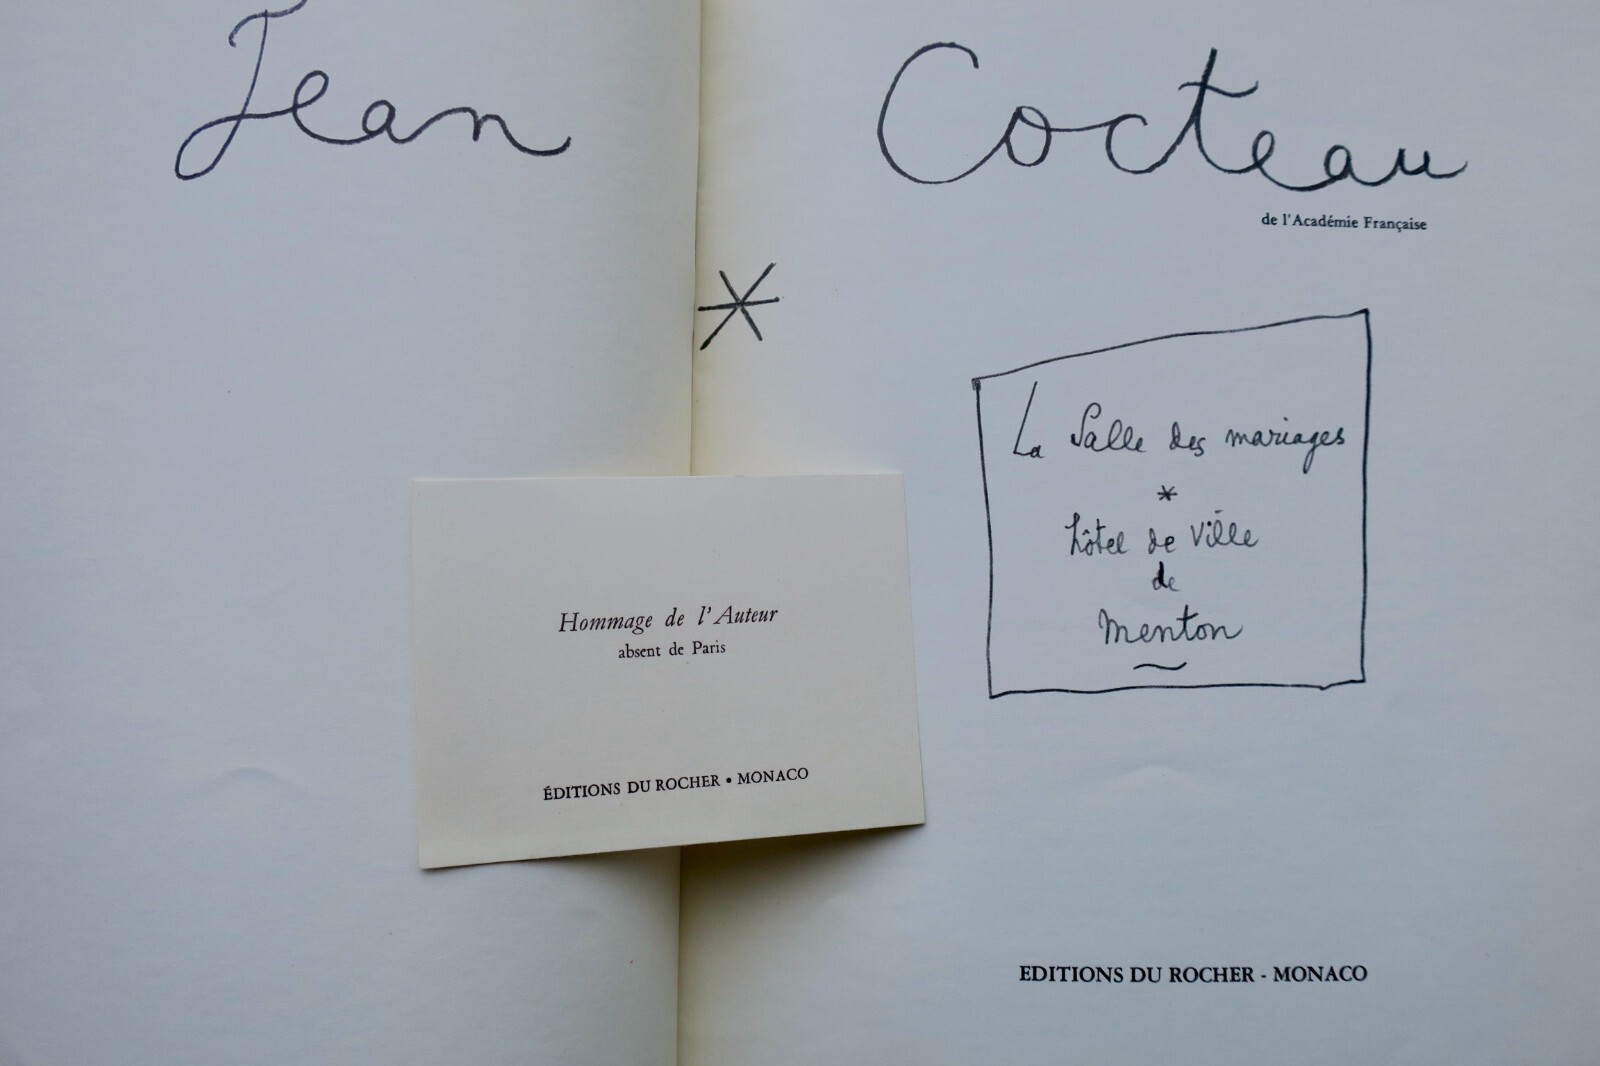 Jean Cocteau
de l'Académie Française
*
La Salle des mariages
*
hôtel de ville
de
Menton
Hommage de l'Auteur
absent de Paris
ÉDITIONS DU ROCHER • MONACO
EDITIONS DU ROCHER - MONACO